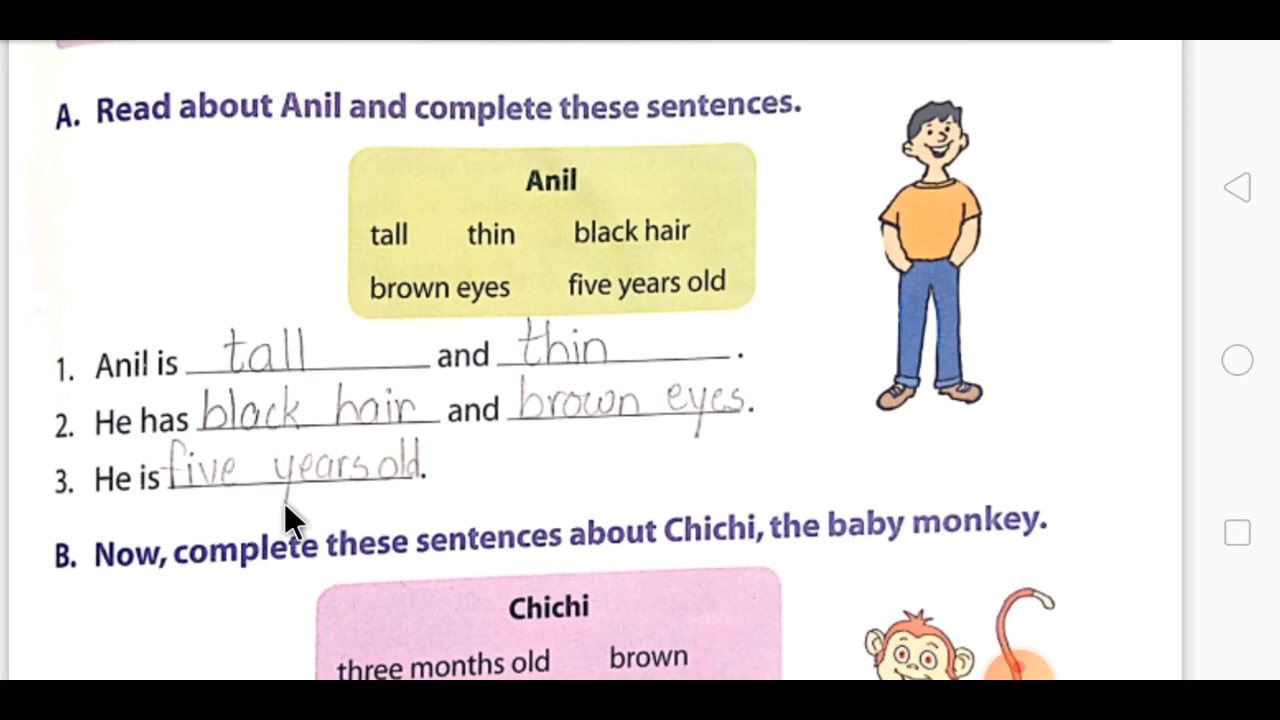 A. Read about Anil and complete these sentences.
Anil
tall thin black hair
brown eyes five years old
1. Anil is tall and thin.
2. He has black hair and brown eyes.
3. He is five years old.
B. Now, complete these sentences about Chichi, the baby monkey.
Chichi
three months old brown